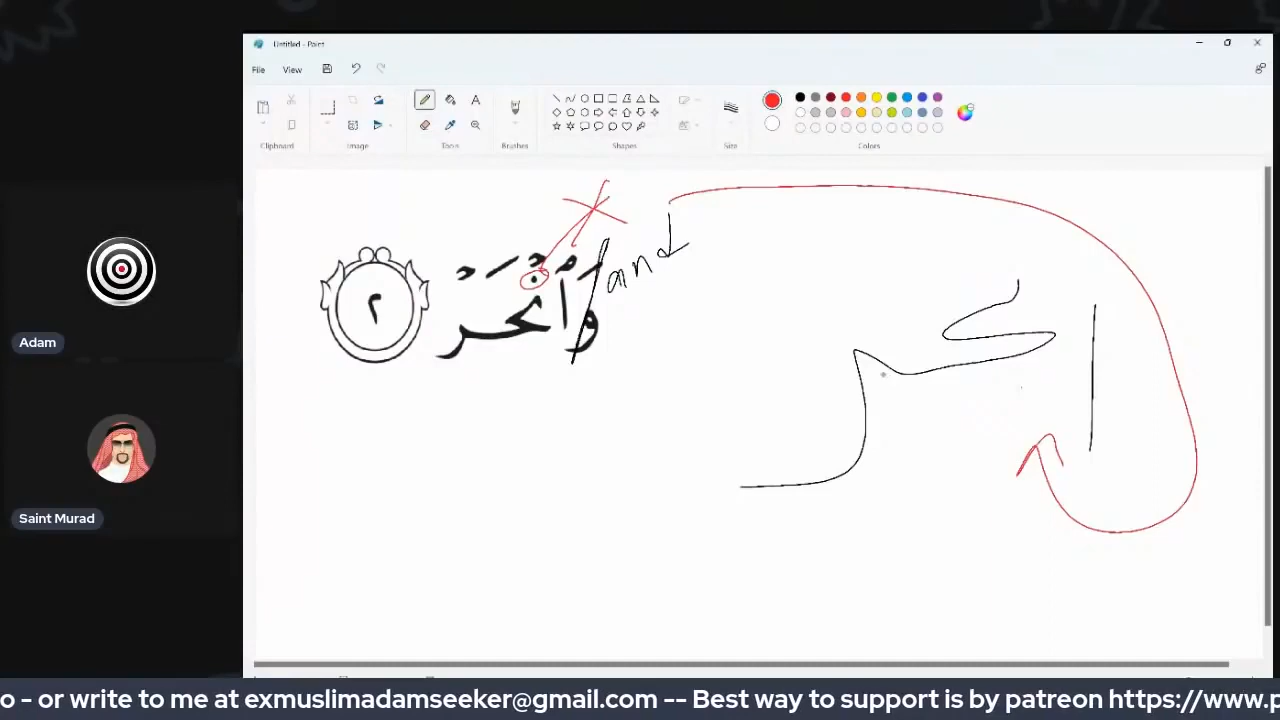 Untitled - Paint
File View
Clipboard
Image
Tools
Brushes
Shapes
Size
Colors
and
وَٱنۡحَرۡ
٢
Adam
Saint Murad
o - or write to me at exmuslimadamseeker@gmail.com -- Best way to support is by patreon https://www.p